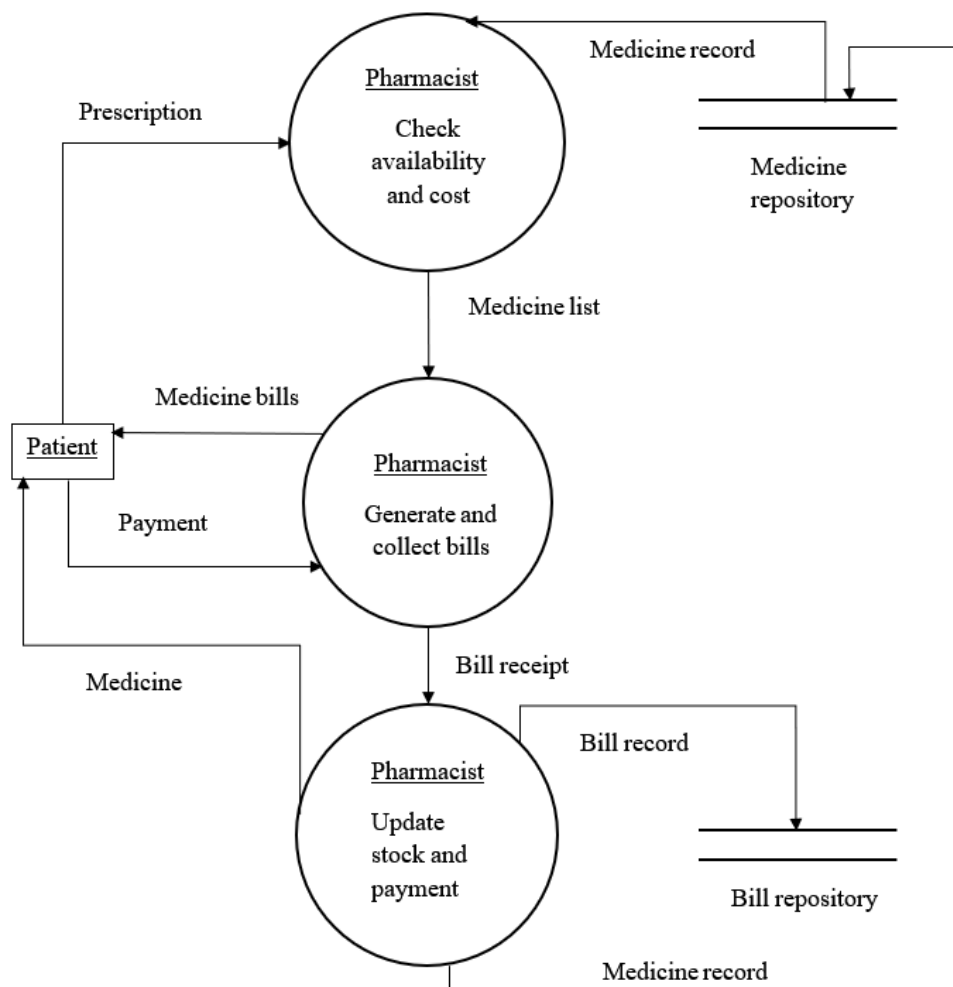 Medicine record
Pharmacist
Prescription
Check
availability
and cost
Medicine
repository
Medicine list
Medicine bills
Patient
Pharmacist
Payment
Generate and
collect bills
Bill receipt
Medicine
Bill record
Pharmacist
Update
stock and
payment
Bill repository
Medicine record